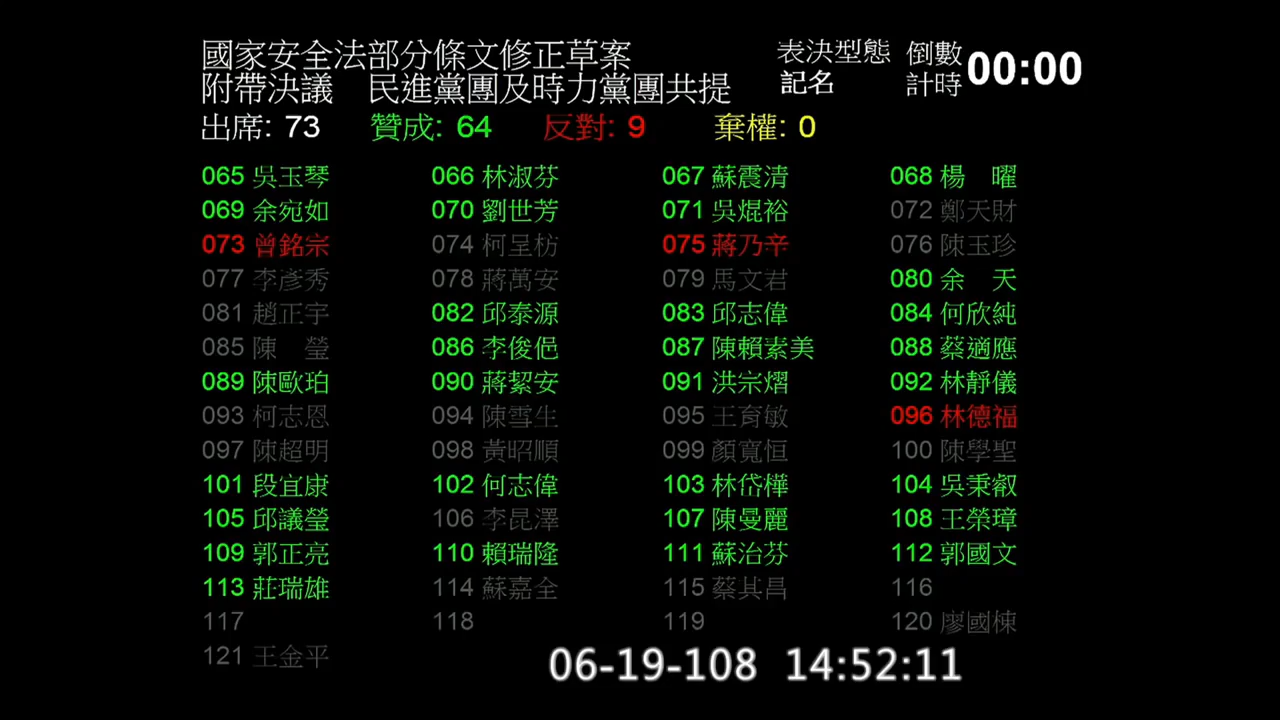 國家安全法部分條文修正草案 表決型態 倒數
附帶決議 民進黨團及時力黨團共提 記名 計時 00:00
出席: 73 贊成: 64 反對: 9 棄權: 0
065 吳玉琴 066 林淑芬 067 蘇震清 068 楊 曜
069 余宛如 070 劉世芳 071 吳焜裕 072 鄭天財
073 曾銘宗 074 柯呈枋 075 蔣乃辛 076 陳玉珍
077 李彥秀 078 蔣萬安 079 馬文君 080 余 天
081 趙正宇 082 邱泰源 083 邱志偉 084 何欣純
085 陳 瑩 086 李俊俋 087 陳賴素美 088 蔡適應
089 陳歐珀 090 蔣絜安 091 洪宗熠 092 林靜儀
093 柯志恩 094 陳雪生 095 王育敏 096 林德福
097 陳超明 098 黃昭順 099 顏寬恒 100 陳學聖
101 段宜康 102 何志偉 103 林岱樺 104 吳秉叡
105 邱議瑩 106 李昆澤 107 陳曼麗 108 王榮璋
109 郭正亮 110 賴瑞隆 111 蘇治芬 112 郭國文
113 莊瑞雄 114 蘇嘉全 115 蔡其昌 116
117 118 119 120 廖國棟
121 王金平
06-19-108 14:52:11